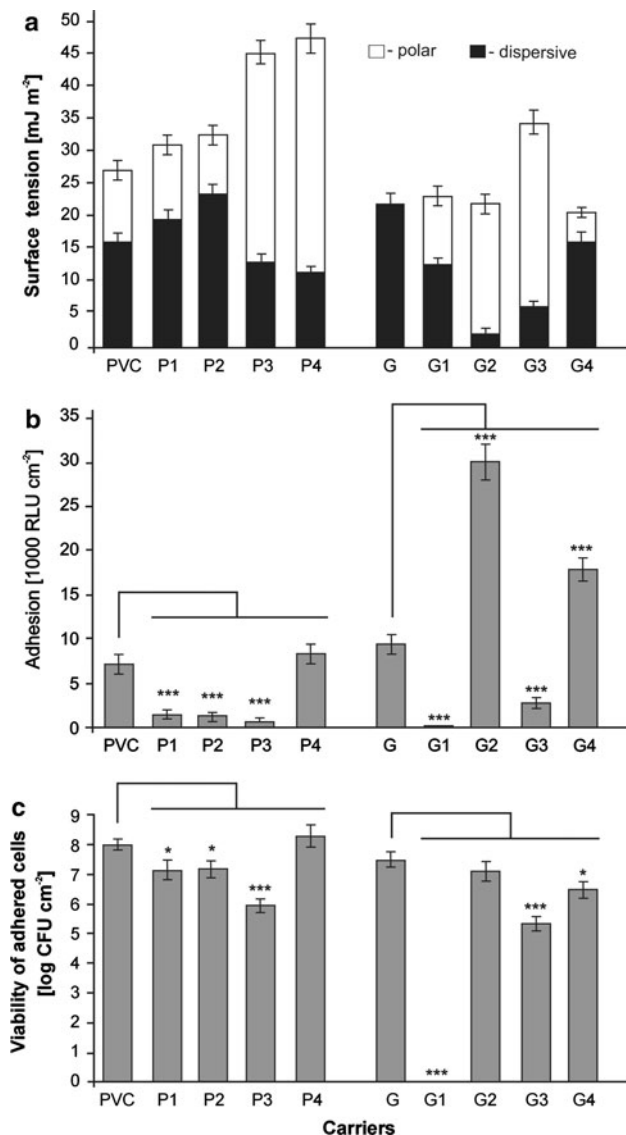 a
- polar - dispersive
Surface tension [mJ m-2]
50
45
40
35
30
25
20
15
10
5
0
PVC P1 P2 P3 P4 G G1 G2 G3 G4
b
Adhesion [1000 RLU cm-2]
35
30
25
20
15
10
5
0
*** *** *** *** *** *** ***
PVC P1 P2 P3 P4 G G1 G2 G3 G4
c
Viability of adhered cells
[log CFU cm-2]
9
8
7
6
5
4
3
2
1
0
* * *** *** *** *
PVC P1 P2 P3 P4 G G1 G2 G3 G4
Carriers